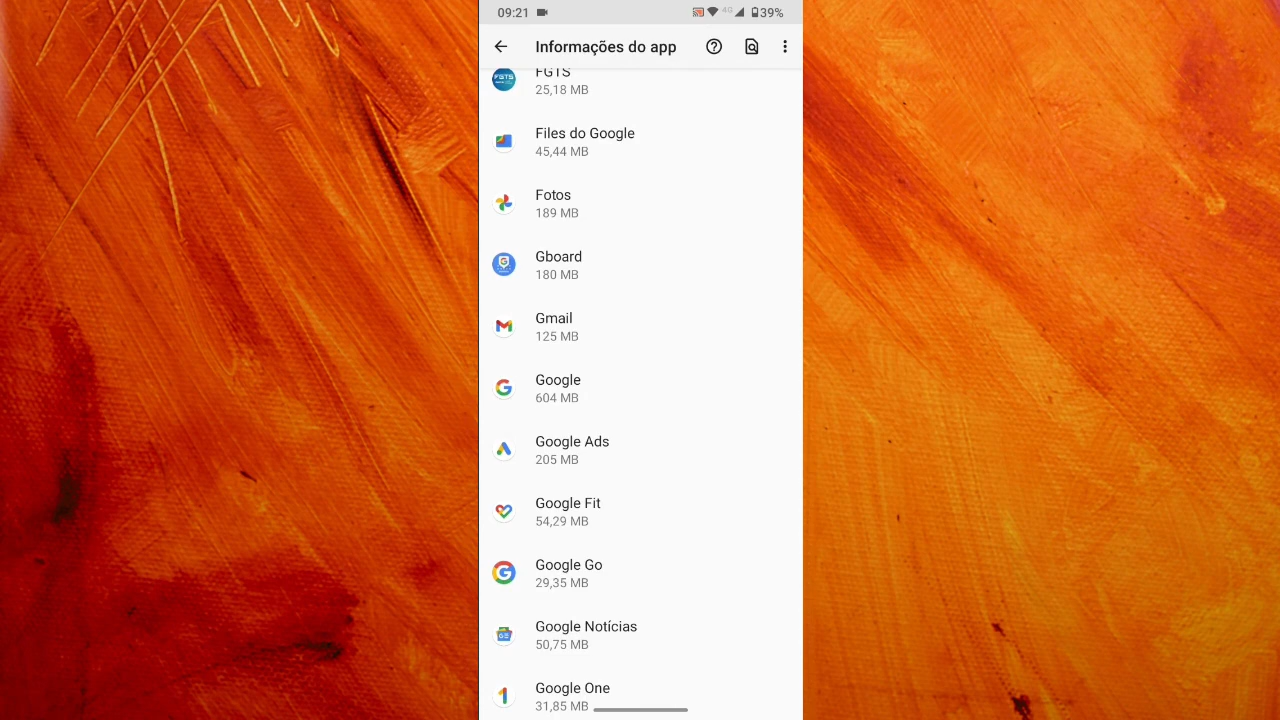 09:21 4G 39%
Informações do app
FGTS
FGTS
25,18 MB
Files do Google
45,44 MB
Fotos
189 MB
Gboard
180 MB
Gmail
125 MB
Google
604 MB
Google Ads
205 MB
Google Fit
54,29 MB
Google Go
29,35 MB
Google Notícias
50,75 MB
Google One
31,85 MB